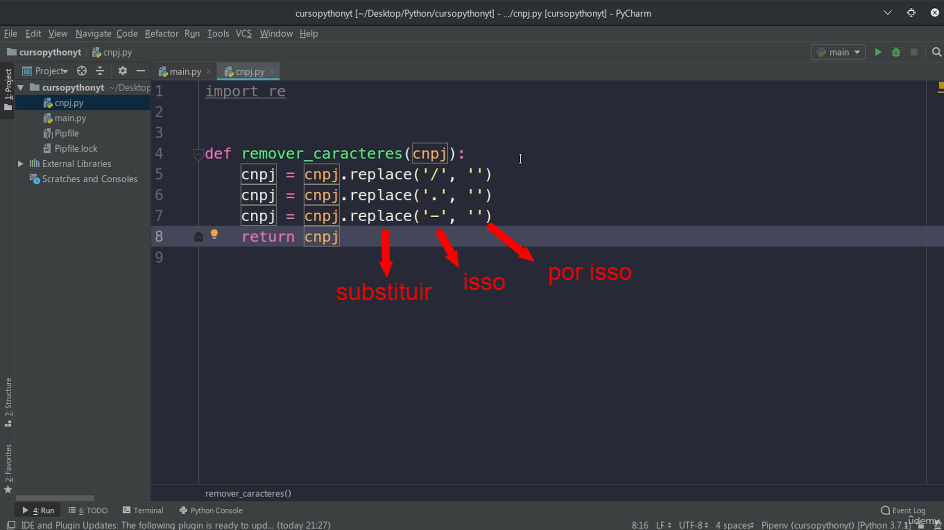 cursopythonyt [~/Desktop/Python/cursopythonyt] - .../cnpj.py [cursopythonyt] - PyCharm
File Edit View Navigate Code Refactor Run Tools VCS Window Help
cursopythonyt cnpj.py main
Project main.py cnpj.py
1: Project
cursopythonyt ~/Desktop
cnpj.py
main.py
Pipfile
Pipfile.lock
External Libraries
Scratches and Consoles
1 import re
2
3
4 def remover_caracteres(cnpj):
5 cnpj = cnpj.replace('/', '')
6 cnpj = cnpj.replace('.', '')
7 cnpj = cnpj.replace('-', '')
8 return cnpj
9
substituir isso por isso
7: Structure
2: Favorites
remover_caracteres()
4: Run 6: TODO Terminal Python Console Event Log
IDE and Plugin Updates: The following plugin is ready to upd... (today 21:27) 8:16 LF UTF-8 4 spaces Pipenv (cursopythonyt) [Python 3.7.
ûdemy